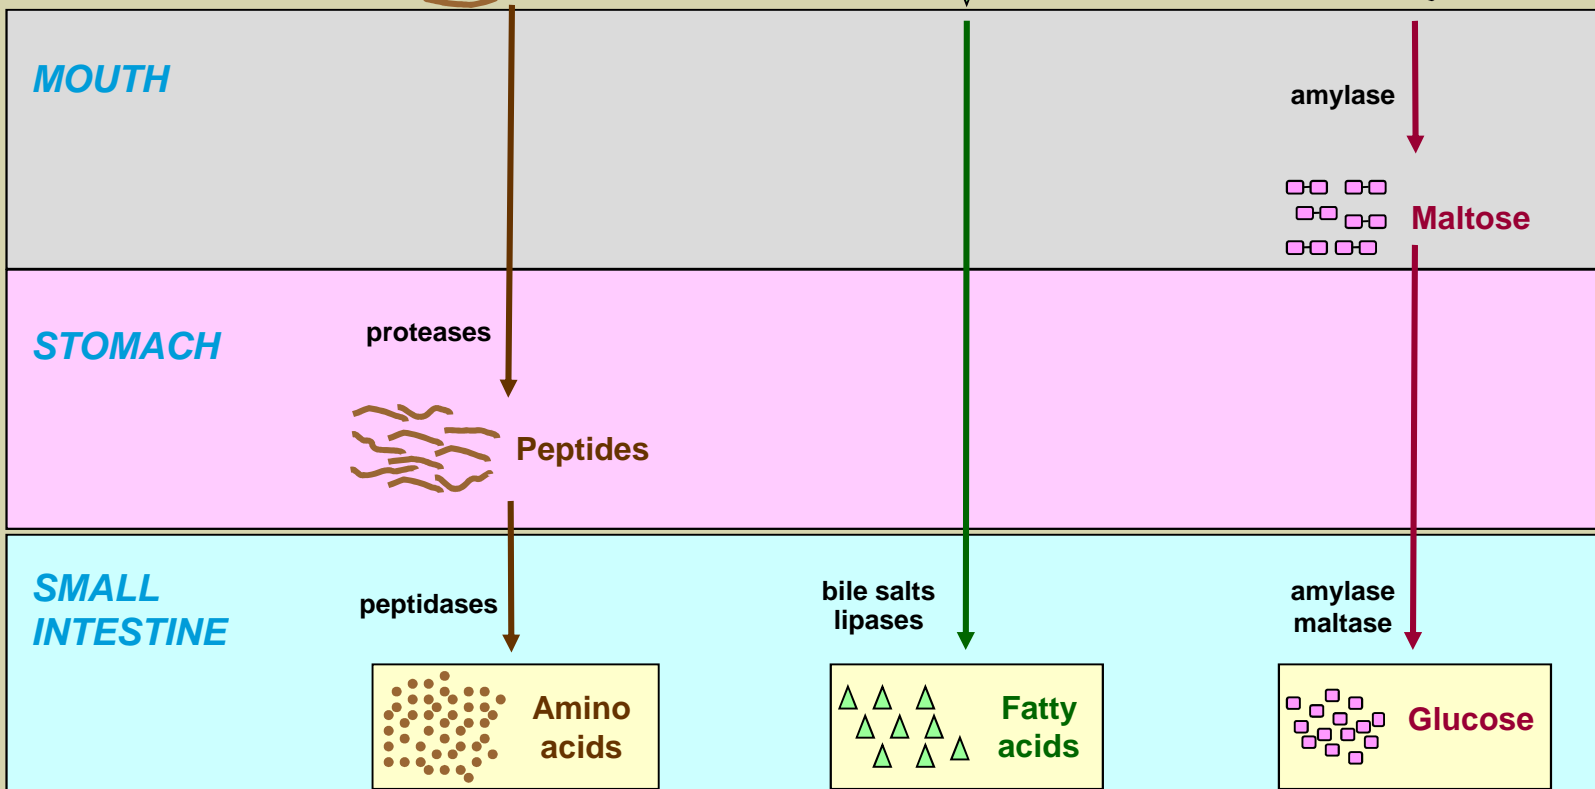 MOUTH
amylase
Maltose
STOMACH
proteases
Peptides
SMALL
INTESTINE
peptidases
bile salts
lipases
amylase
maltase
Amino
acids
Fatty
acids
Glucose